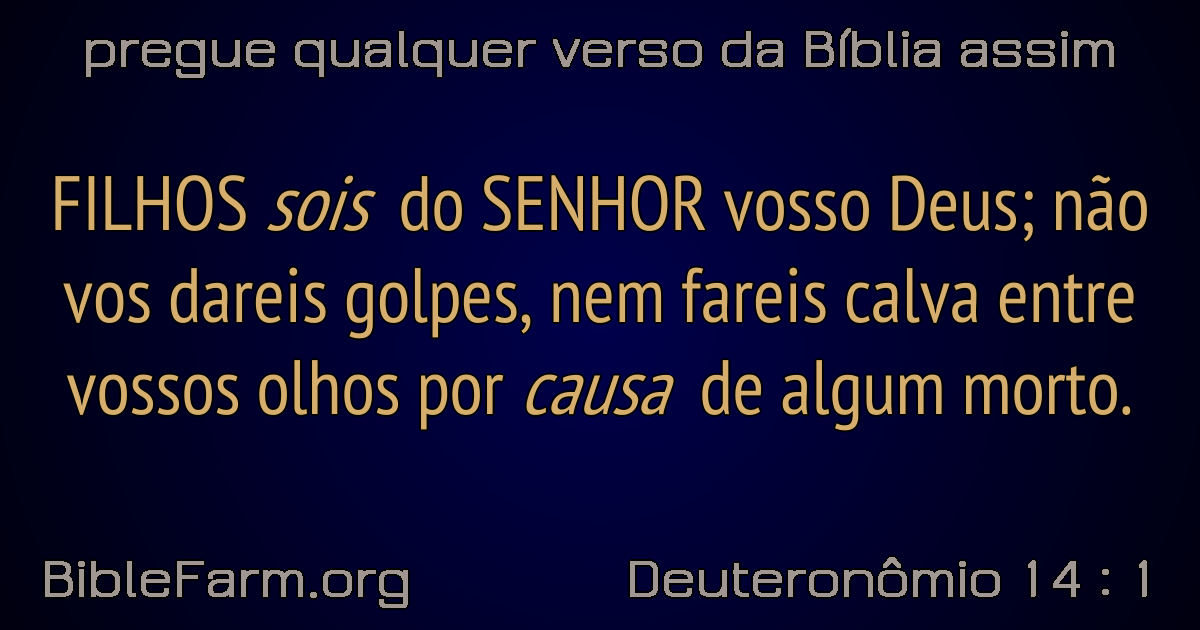 pregue qualquer verso da Bíblia assim
FILHOS sois do SENHOR vosso Deus; não
vos dareis golpes, nem fareis calva entre
vossos olhos por causa de algum morto.
BibleFarm.org
Deuteronômio 14 : 1